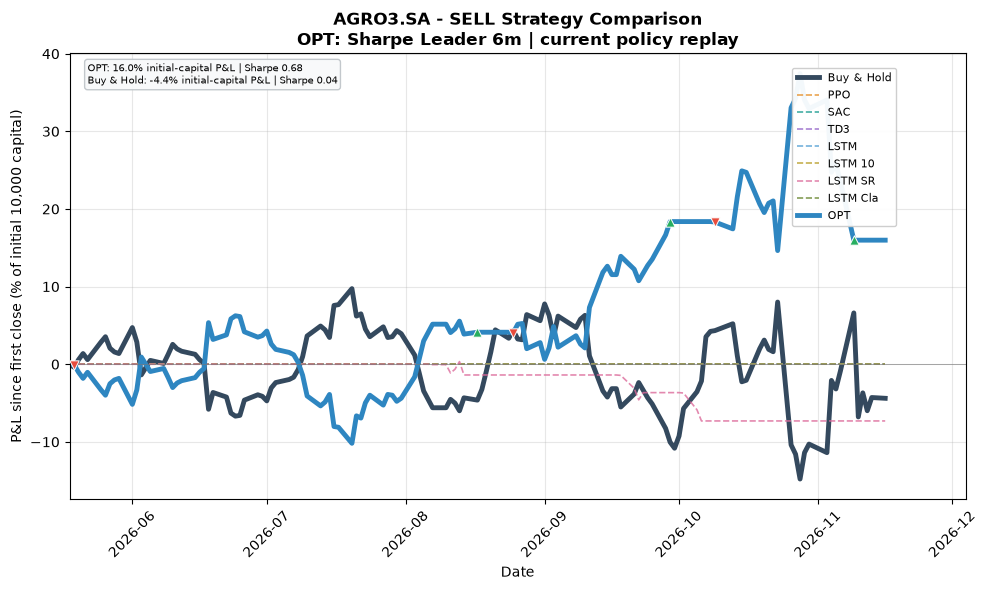 AGRO3.SA - SELL Strategy Comparison
OPT: Sharpe Leader 6m | current policy replay
OPT: 16.0% initial-capital P&L | Sharpe 0.68
Buy & Hold: -4.4% initial-capital P&L | Sharpe 0.04
Buy & Hold
PPO
SAC
TD3
LSTM
LSTM 10
LSTM SR
LSTM Cla
OPT
P&L since first close (% of initial 10,000 capital)
40
30
20
10
0
−10
2026-06
2026-07
2026-08
2026-09
2026-10
2026-11
2026-12
Date